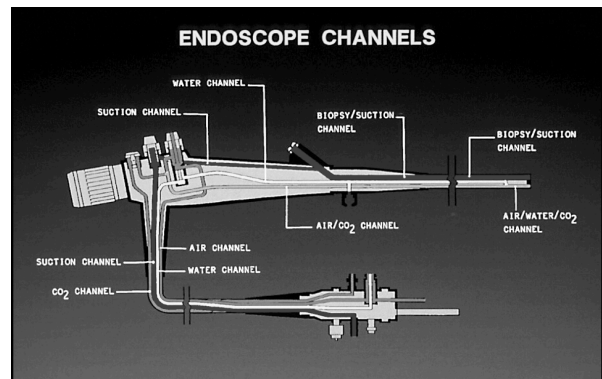 ENDOSCOPE CHANNELS
WATER CHANNEL
SUCTION CHANNEL
BIOPSY/SUCTION
CHANNEL
BIOPSY/SUCTION
CHANNEL
AIR/CO₂ CHANNEL
AIR/WATER/CO₂
CHANNEL
AIR CHANNEL
SUCTION CHANNEL
WATER CHANNEL
CO₂ CHANNEL